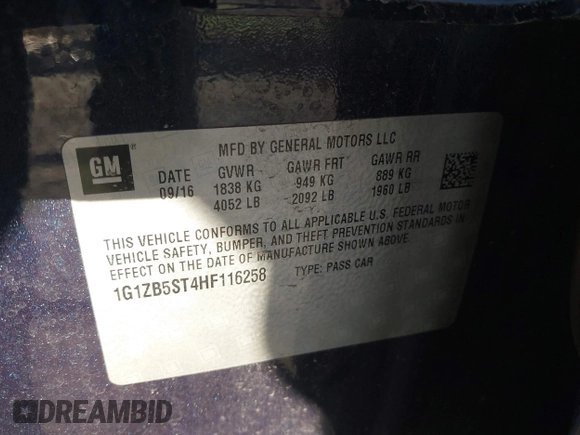 MFD BY GENERAL MOTORS LLC
GM
DATE GVWR GAWR FRT GAWR RR
09/16 1838 KG 949 KG 889 KG
4052 LB 2092 LB 1960 LB
THIS VEHICLE CONFORMS TO ALL APPLICABLE U.S. FEDERAL MOTOR
VEHICLE SAFETY, BUMPER, AND THEFT PREVENTION STANDARDS IN
EFFECT ON THE DATE OF MANUFACTURE SHOWN ABOVE.
1G1ZB5ST4HF116258 TYPE: PASS CAR
DREAMBID